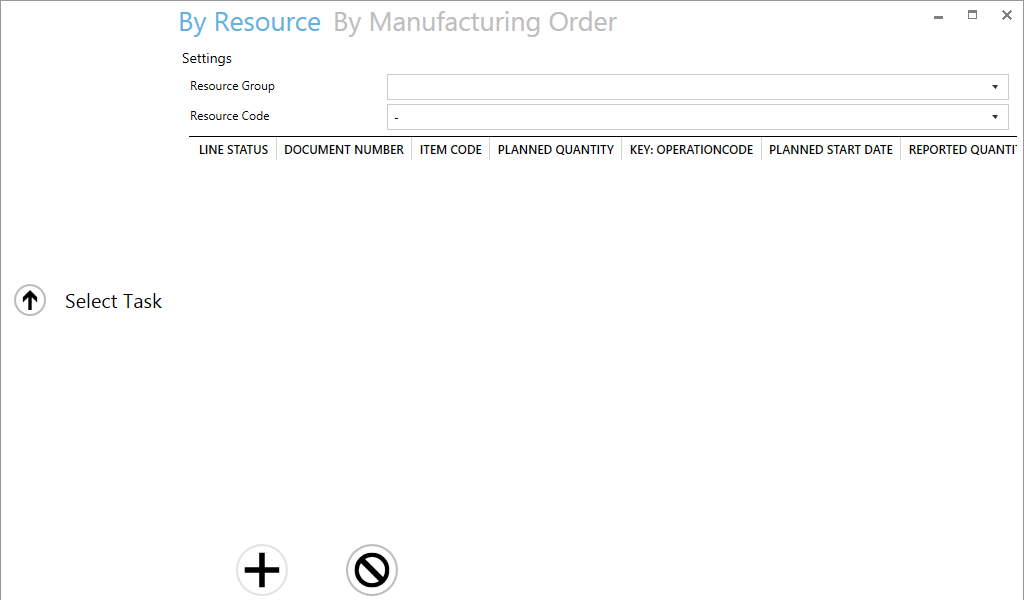 By Resource By Manufacturing Order
Settings
Resource Group
Resource Code -
LINE STATUS DOCUMENT NUMBER ITEM CODE PLANNED QUANTITY KEY: OPERATIONCODE PLANNED START DATE REPORTED QUANTI
Select Task